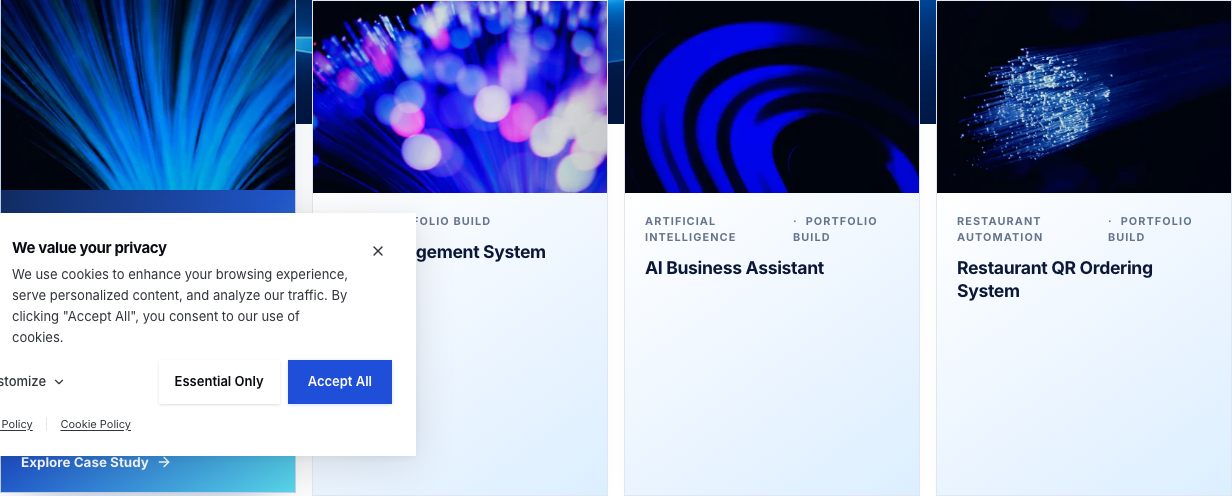 FOLIO BUILD
gement System
ARTIFICIAL INTELLIGENCE
· PORTFOLIO BUILD
AI Business Assistant
RESTAURANT AUTOMATION
· PORTFOLIO BUILD
Restaurant QR Ordering
System
We value your privacy
We use cookies to enhance your browsing experience,
serve personalized content, and analyze our traffic. By
clicking "Accept All", you consent to our use of
cookies.
stomize
Essential Only
Accept All
Policy
Cookie Policy
Explore Case Study →